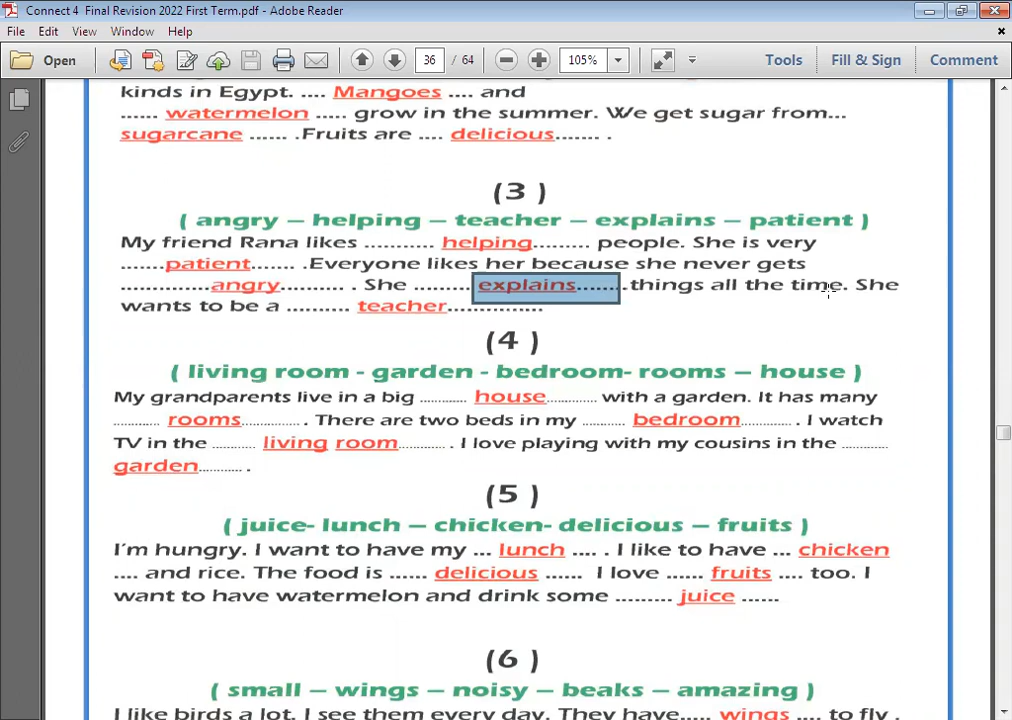 Connect 4 Final Revision 2022 First Term.pdf - Adobe Reader
File Edit View Window Help
Open 36 / 64 105% Tools Fill & Sign Comment
kinds in Egypt. .... Mangoes .... and
...... watermelon ..... grow in the summer. We get sugar from...
sugarcane ...... .Fruits are .... delicious....... .
(3 )
( angry – helping – teacher – explains – patient )
My friend Rana likes ........... helping......... people. She is very
.......patient....... .Everyone likes her because she never gets
..............angry.......... . She ......... explains........things all the time. She
wants to be a .......... teacher...............
(4 )
( living room - garden - bedroom- rooms – house )
My grandparents live in a big ............ house............. with a garden. It has many
............ rooms............... . There are two beds in my ........... bedroom............. . I watch
TV in the ........... living room............ . I love playing with my cousins in the ............
garden............ .
(5 )
( juice- lunch – chicken- delicious – fruits )
I'm hungry. I want to have my ... lunch .... . I like to have ... chicken
.... and rice. The food is ...... delicious ...... I love ...... fruits .... too. I
want to have watermelon and drink some ......... juice ......
(6 )
( small – wings – noisy – beaks – amazing )
I like birds a lot. I see them every day. They have..... wings .... to fly .